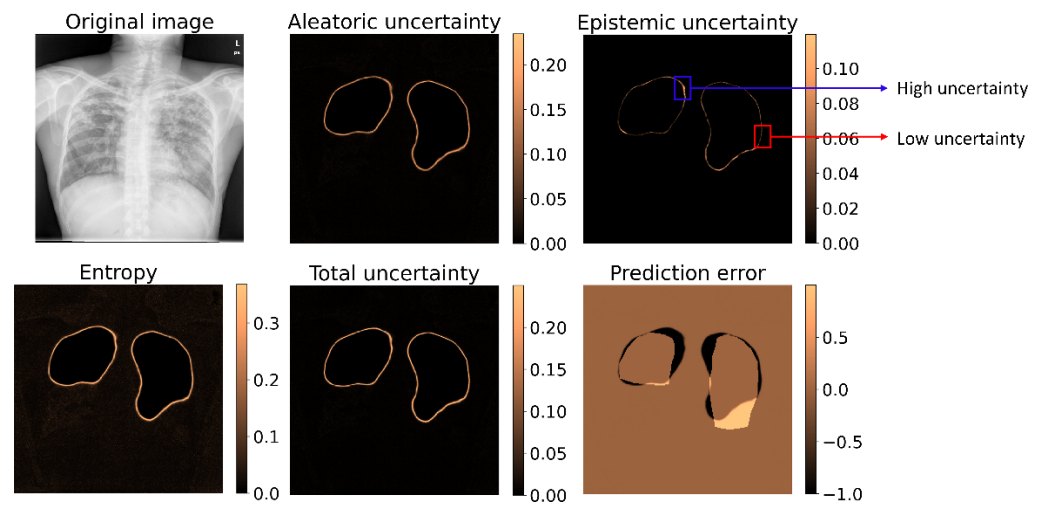 Original image
Aleatoric uncertainty
Epistemic uncertainty
L
0.20
0.15
0.10
0.05
0.00
0.10
0.08
0.06
0.04
0.02
0.00
High uncertainty
Low uncertainty
Entropy
Total uncertainty
Prediction error
0.3
0.2
0.1
0.0
0.20
0.15
0.10
0.05
0.00
0.5
0.0
−0.5
−1.0